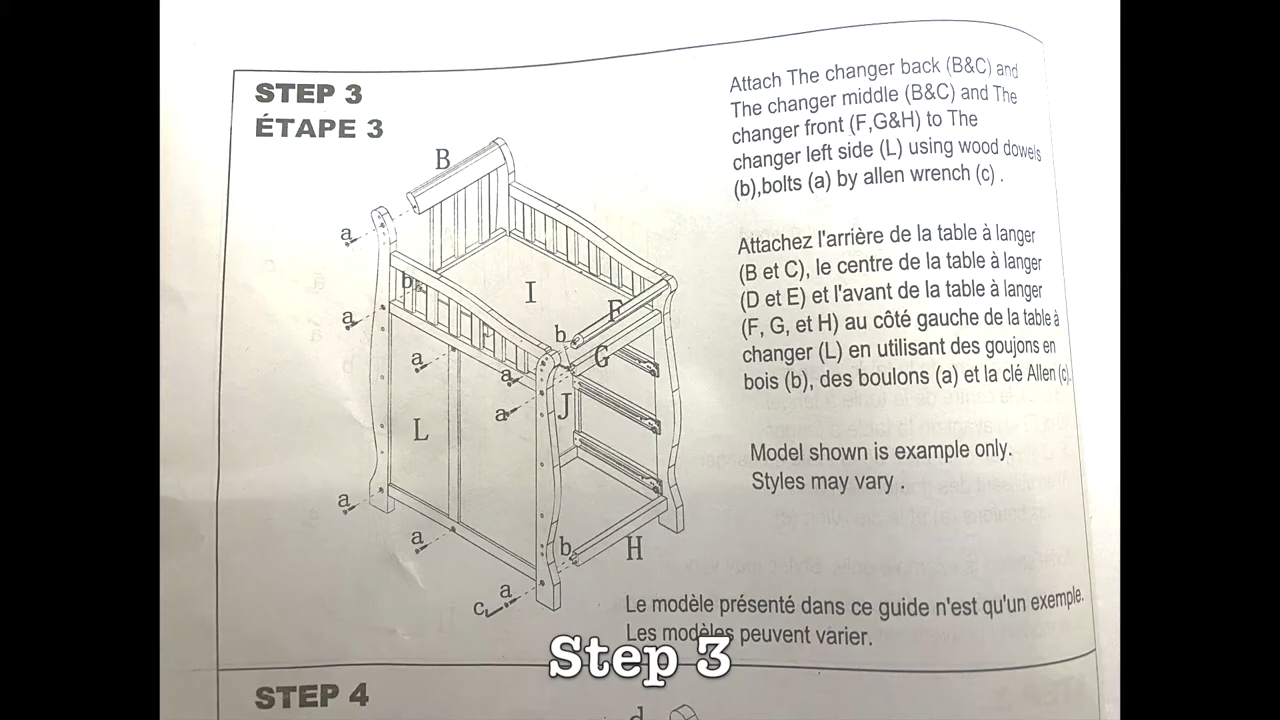 STEP 3
ÉTAPE 3
Attach The changer back (B&C) and
The changer middle (B&C) and The
changer front (F,G&H) to The
changer left side (L) using wood dowels
(b),bolts (a) by allen wrench (c) .
Attachez l'arrière de la table à langer
(B et C), le centre de la table à langer
(D et E) et l'avant de la table à langer
(F, G, et H) au côté gauche de la table à
changer (L) en utilisant des goujons en
bois (b), des boulons (a) et la clé Allen (c).
Model shown is example only.
Styles may vary .
B
a
b
I
F
a
b
G
a
a
a
J
L
a
a
b
H
a
c
Le modèle présenté dans ce guide n'est qu'un exemple.
Les modèles peuvent varier.
Step 3
STEP 4
d